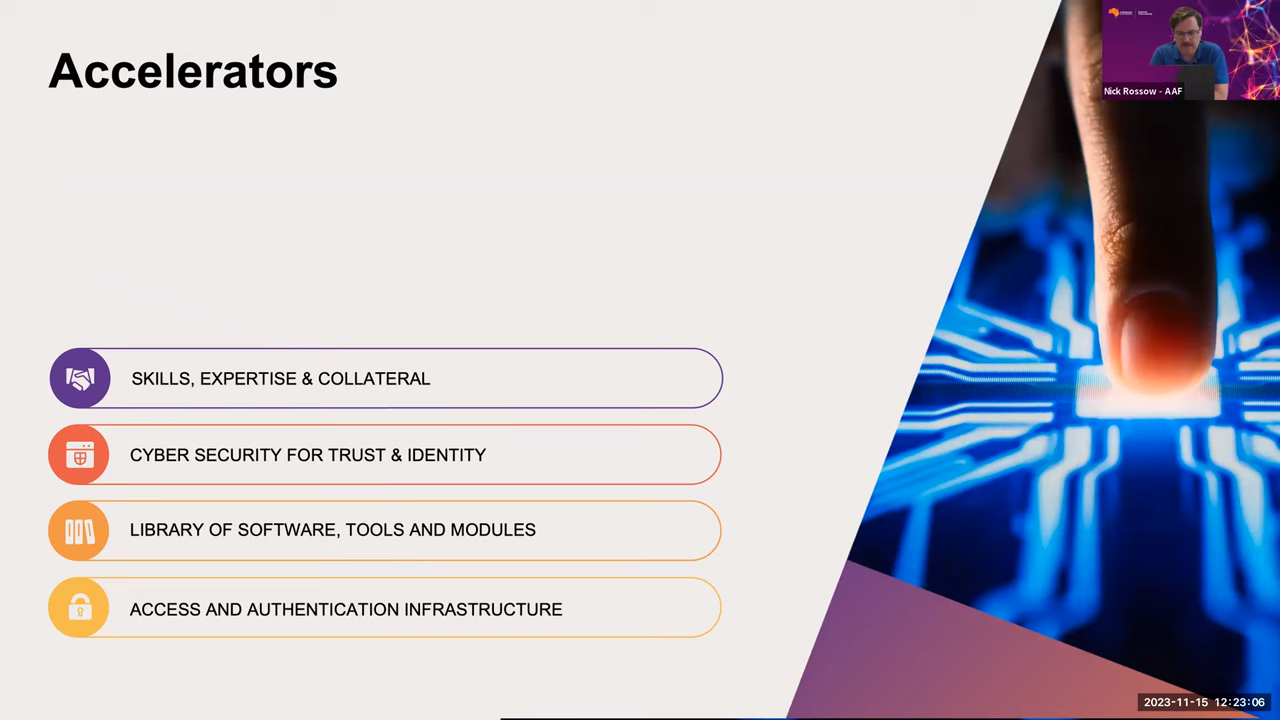 Accelerators
Nick Rossow - AAF
SKILLS, EXPERTISE & COLLATERAL
CYBER SECURITY FOR TRUST & IDENTITY
LIBRARY OF SOFTWARE, TOOLS AND MODULES
ACCESS AND AUTHENTICATION INFRASTRUCTURE
2023-11-15 12:23:06